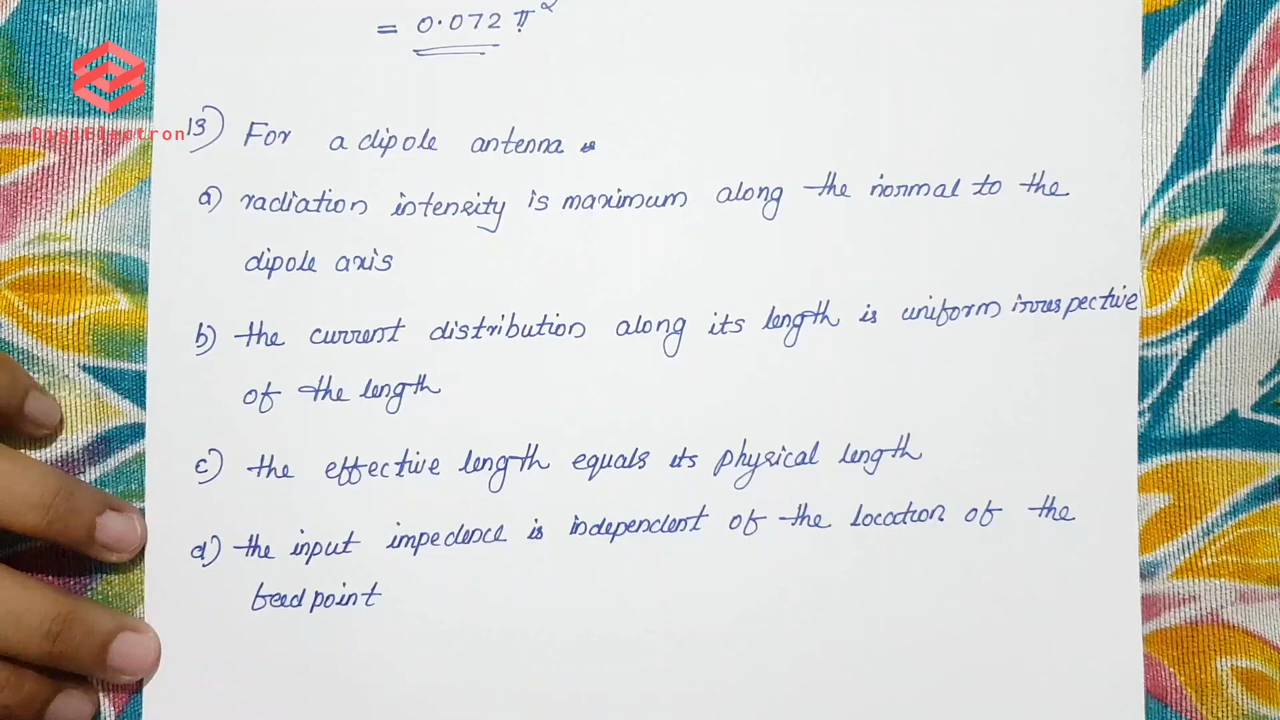 = 0.072 π²
DigiElectron
13) For a dipole antenna
a) radiation intensity is maximum along the normal to the
dipole axis
b) the current distribution along its length is uniform irrespective
of the length
c) the effective length equals its physical length
d) the input impedence is independent of the location of the
feed point